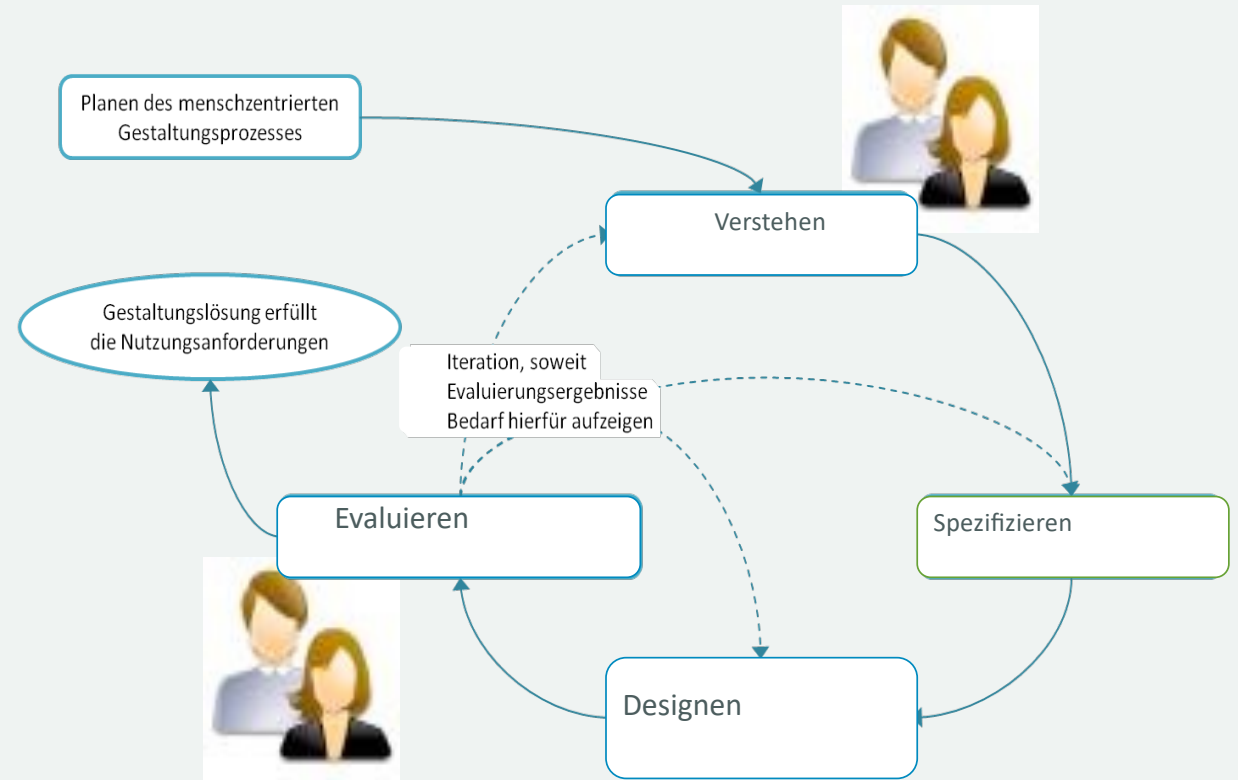 Planen des menschzentrierten
Gestaltungsprozesses
Verstehen
Gestaltungslösung erfüllt
die Nutzungsanforderungen
Iteration, soweit
Evaluierungsergebnisse
Bedarf hierfür aufzeigen
Evaluieren
Spezifizieren
Designen